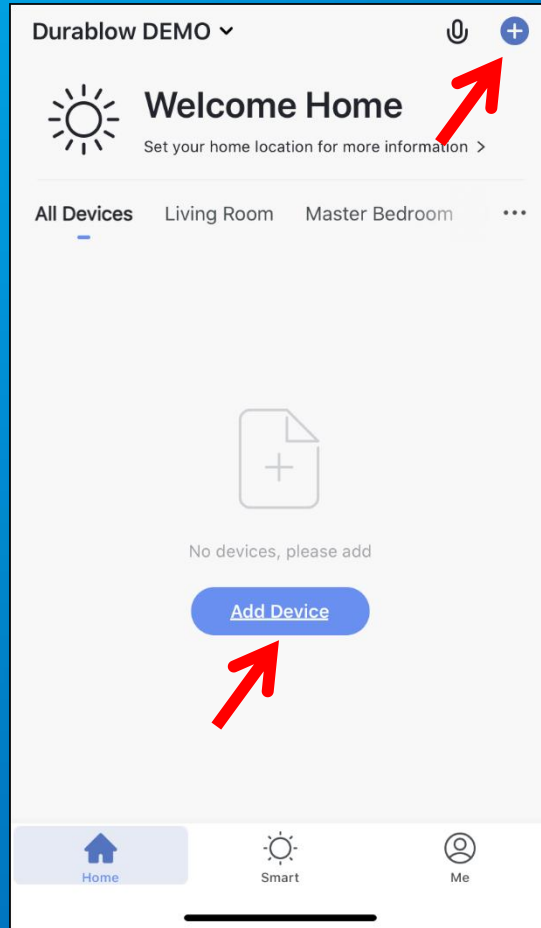 Durablow DEMO
Welcome Home
Set your home location for more information >
All Devices Living Room Master Bedroom ...
No devices, please add
Add Device
Home Smart Me